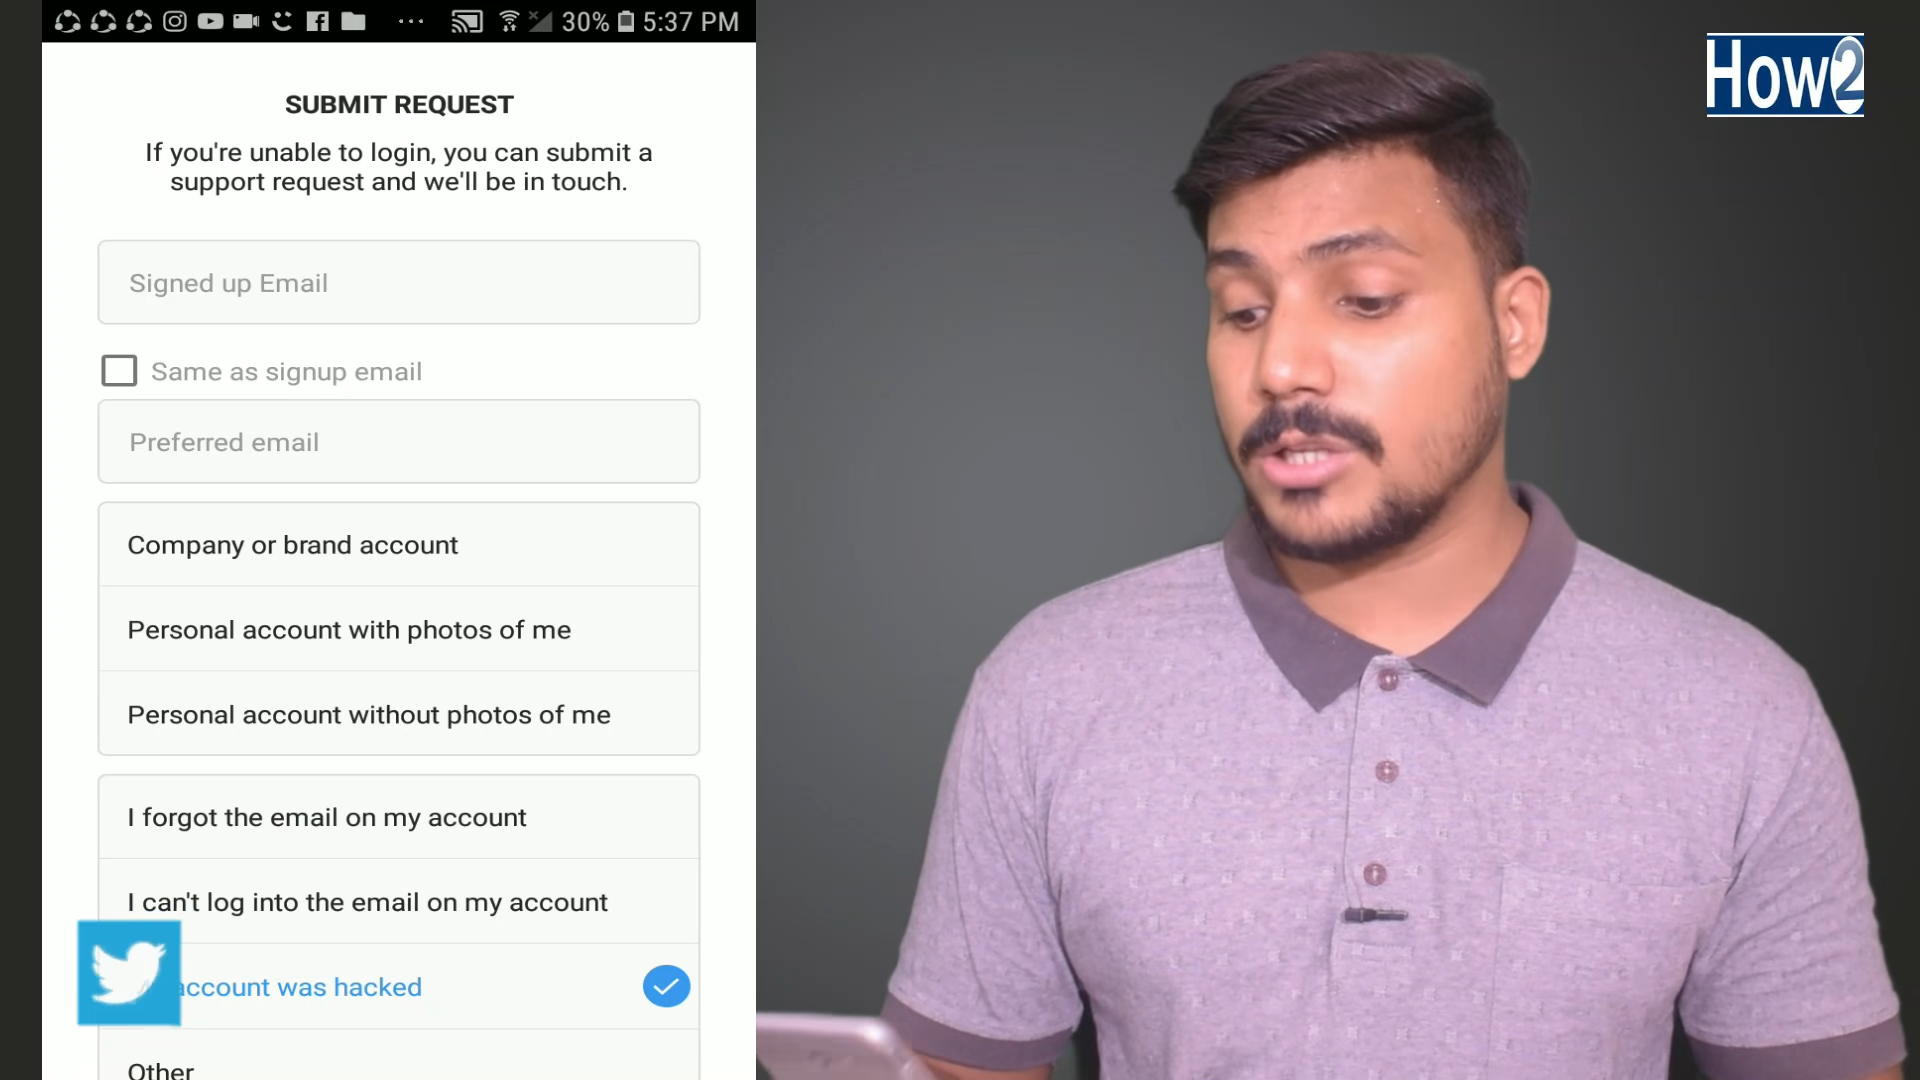 30% 5:37 PM
SUBMIT REQUEST
If you're unable to login, you can submit a
support request and we'll be in touch.
Signed up Email
Same as signup email
Preferred email
Company or brand account
Personal account with photos of me
Personal account without photos of me
I forgot the email on my account
I can't log into the email on my account
account was hacked
Other
How2